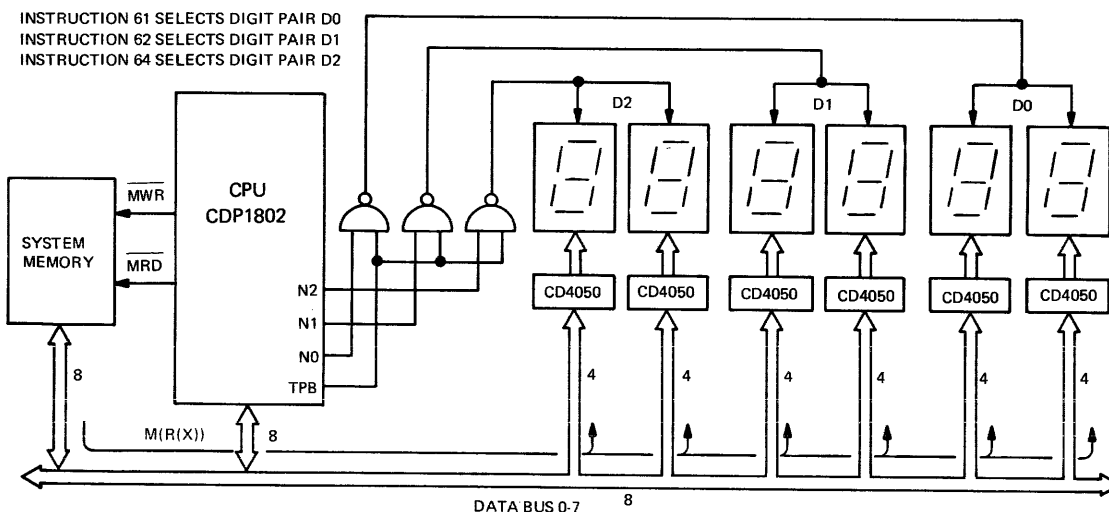 INSTRUCTION 61 SELECTS DIGIT PAIR D0
INSTRUCTION 62 SELECTS DIGIT PAIR D1
INSTRUCTION 64 SELECTS DIGIT PAIR D2
D2
D1
D0
CPU
CDP1802
SYSTEM
MEMORY
MWR
MRD
N2
N1
N0
TPB
CD4050
CD4050
CD4050
CD4050
CD4050
CD4050
8
M(R(X))
8
4
4
4
4
4
4
DATA BUS 0-7
8